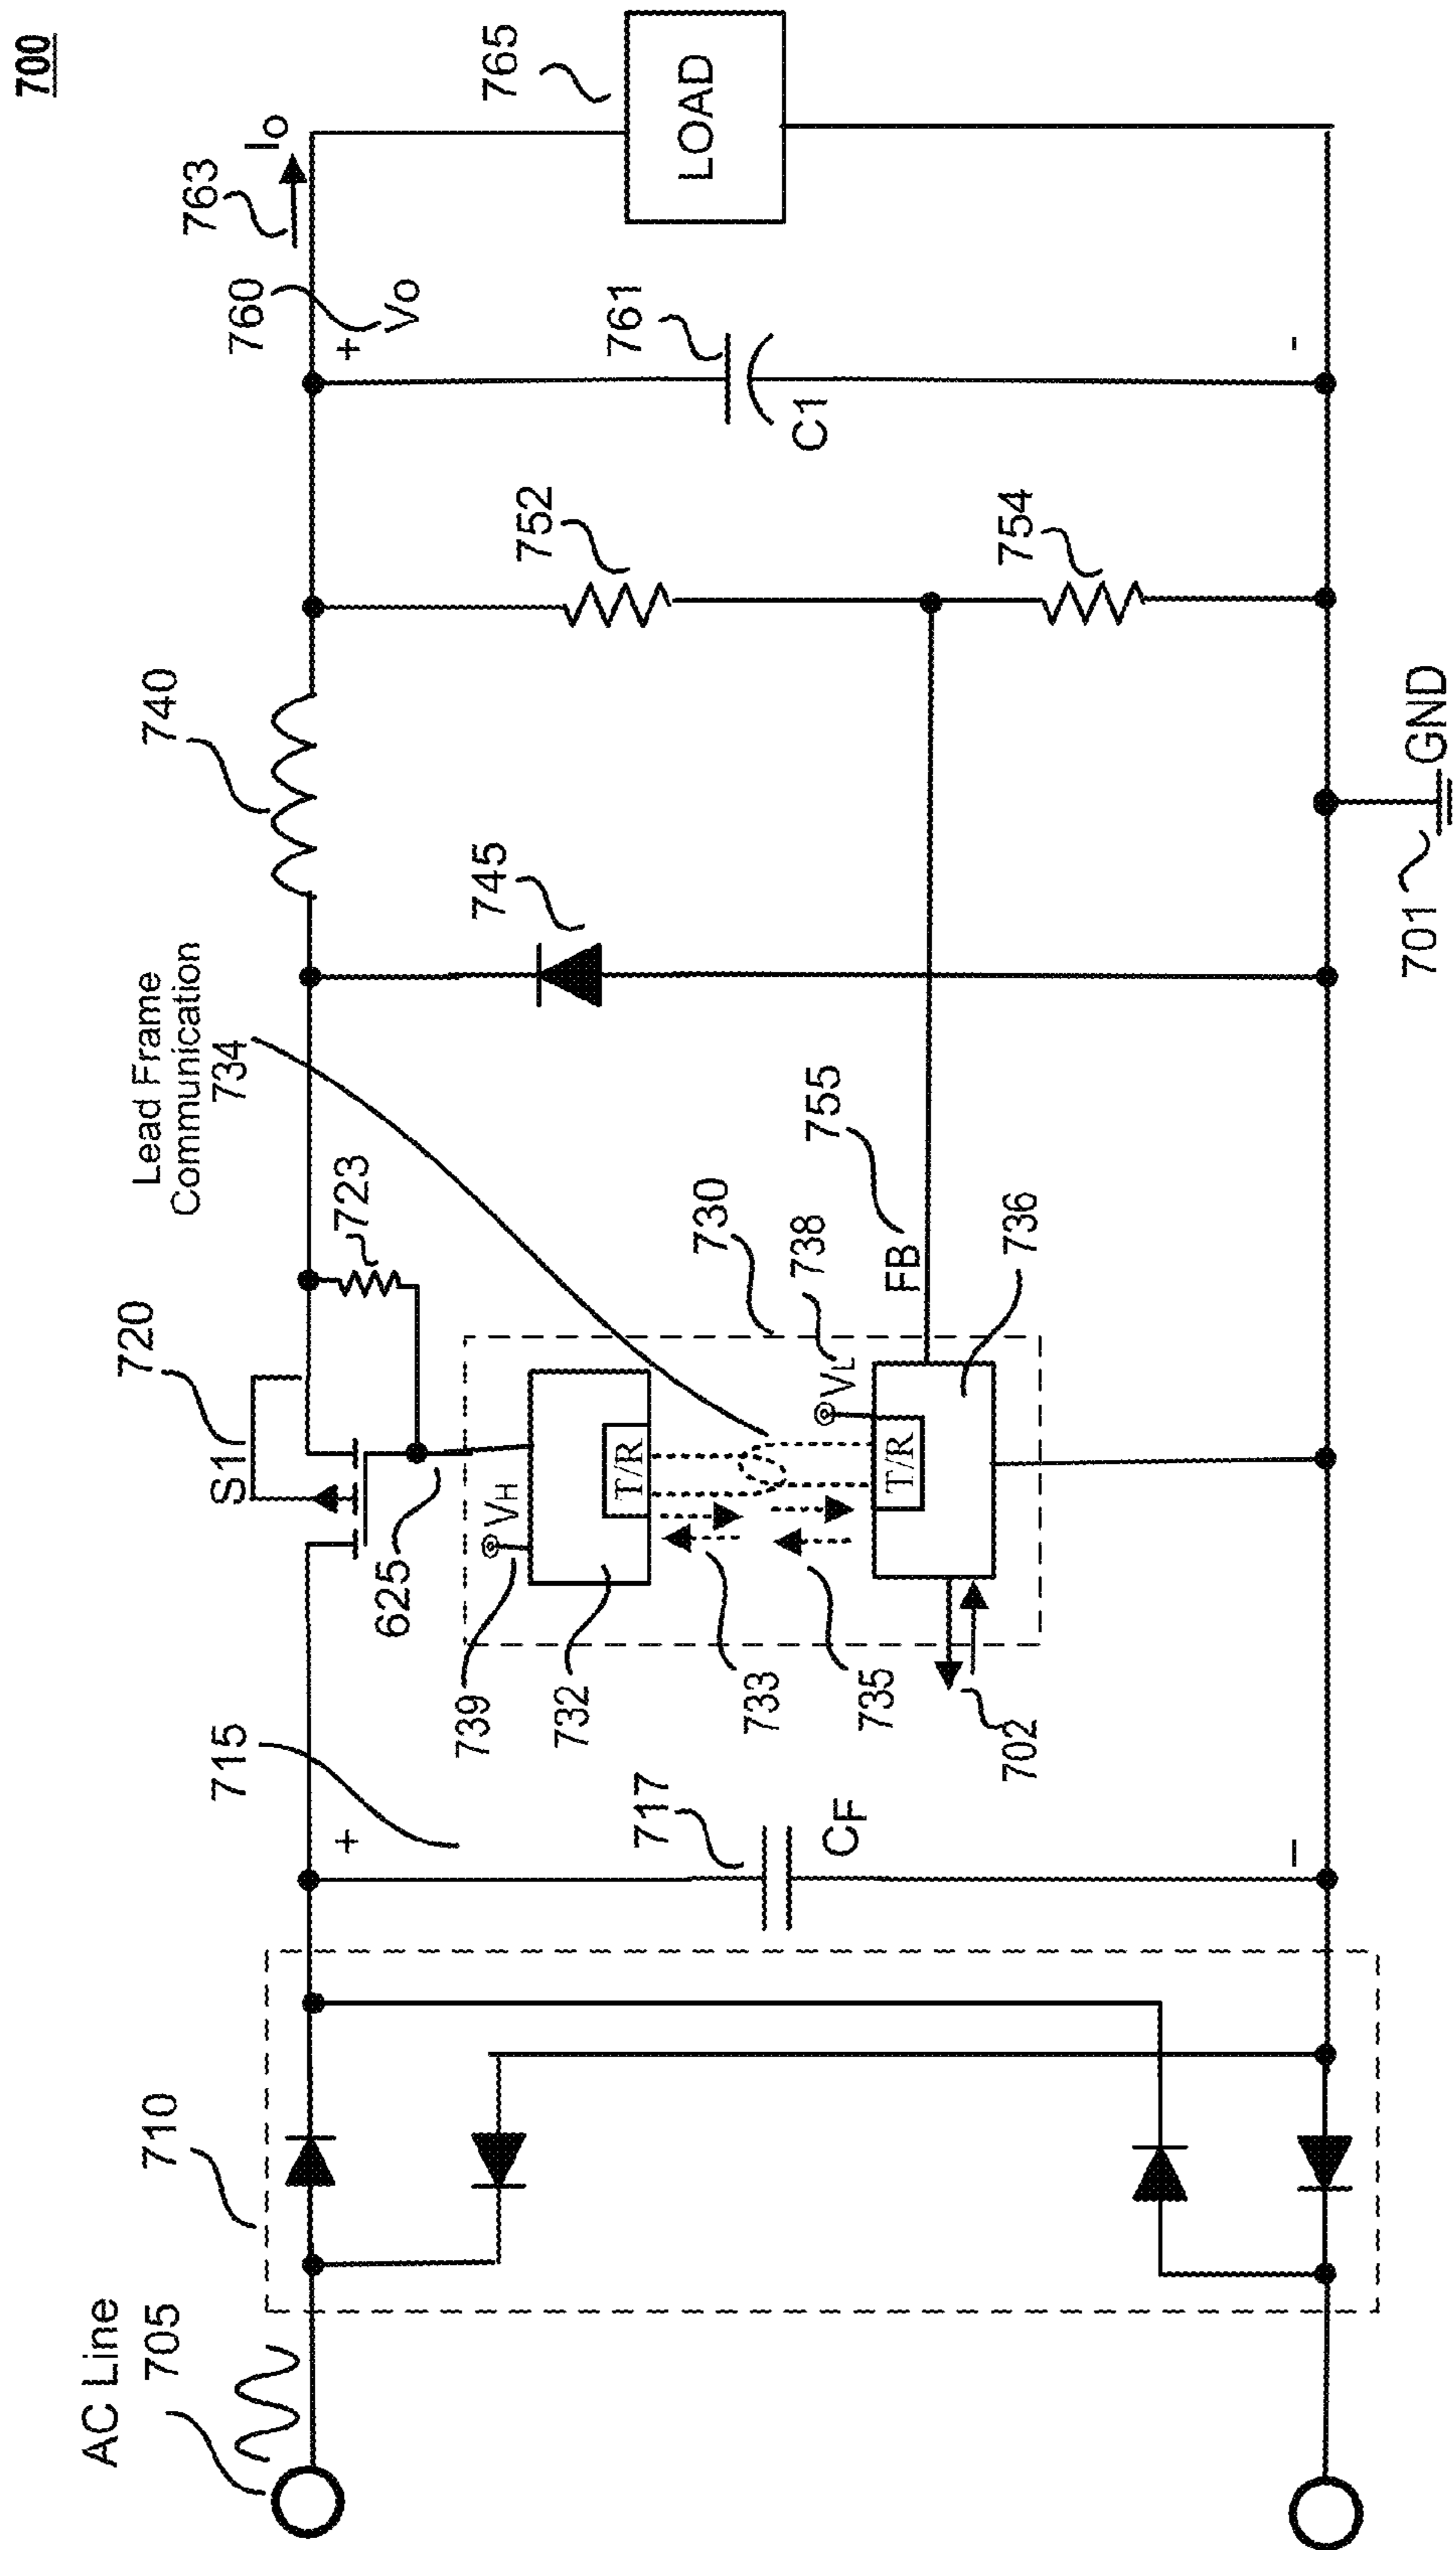 700
AC Line
705
710
715
+
717
CF
−
S1
720
723
625
739
VH
732
T/R
733
735
702
Lead Frame
Communication
734
730
738
VL
T/R
736
FB
755
745
740
752
754
701
GND
761
C1
760
+
VO
-
763
IO
765
LOAD